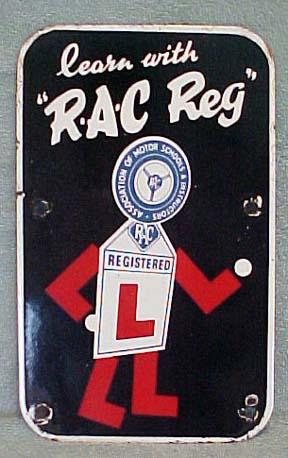 learn with
"R·A·C Reg"
ASSOCIATION OF MOTOR SCHOOLS & INSTRUCTORS
RAC
REGISTERED
L